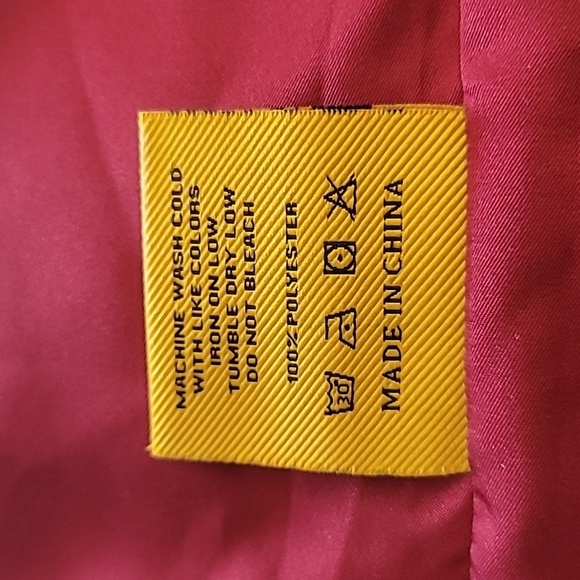 MACHINE WASH COLD
WITH LIKE COLORS
IRON ON LOW
TUMBLE DRY LOW
DO NOT BLEACH
100% POLYESTER
30°
MADE IN CHINA